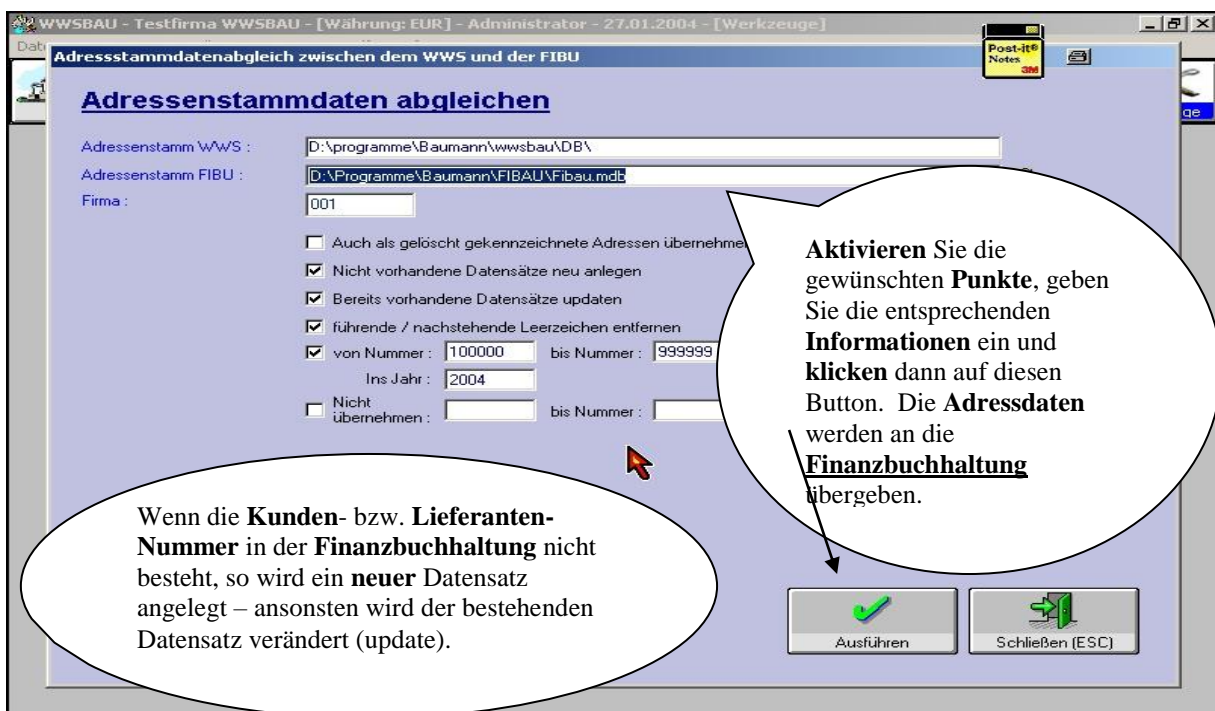 WWSBAU - Testfirma WWSBAU - [Währung: EUR] - Administrator - 27.01.2004 - [Werkzeuge]
Adressstammdatenabgleich zwischen dem WWS und der FIBU
Post-it®
Notes
3M
Adressenstammdaten abgleichen
Adressenstamm WWS :
D:\programme\Baumann\wwsbau\DB\
Adressenstamm FIBU :
D:\Programme\Baumann\FIBAU\Fibau.mdb
Firma :
001
Auch als gelöscht gekennzeichnete Adressen übernehmen
Nicht vorhandene Datensätze neu anlegen
Bereits vorhandene Datensätze updaten
führende / nachstehende Leerzeichen entfernen
von Nummer : 100000 bis Nummer : 999999
Ins Jahr : 2004
Nicht
übernehmen : bis Nummer :
Aktivieren Sie die
gewünschten Punkte, geben
Sie die entsprechenden
Informationen ein und
klicken dann auf diesen
Button. Die Adressdaten
werden an die
Finanzbuchhaltung
übergeben.
Wenn die Kunden- bzw. Lieferanten-
Nummer in der Finanzbuchhaltung nicht
besteht, so wird ein neuer Datensatz
angelegt – ansonsten wird der bestehenden
Datensatz verändert (update).
Ausführen
Schließen (ESC)